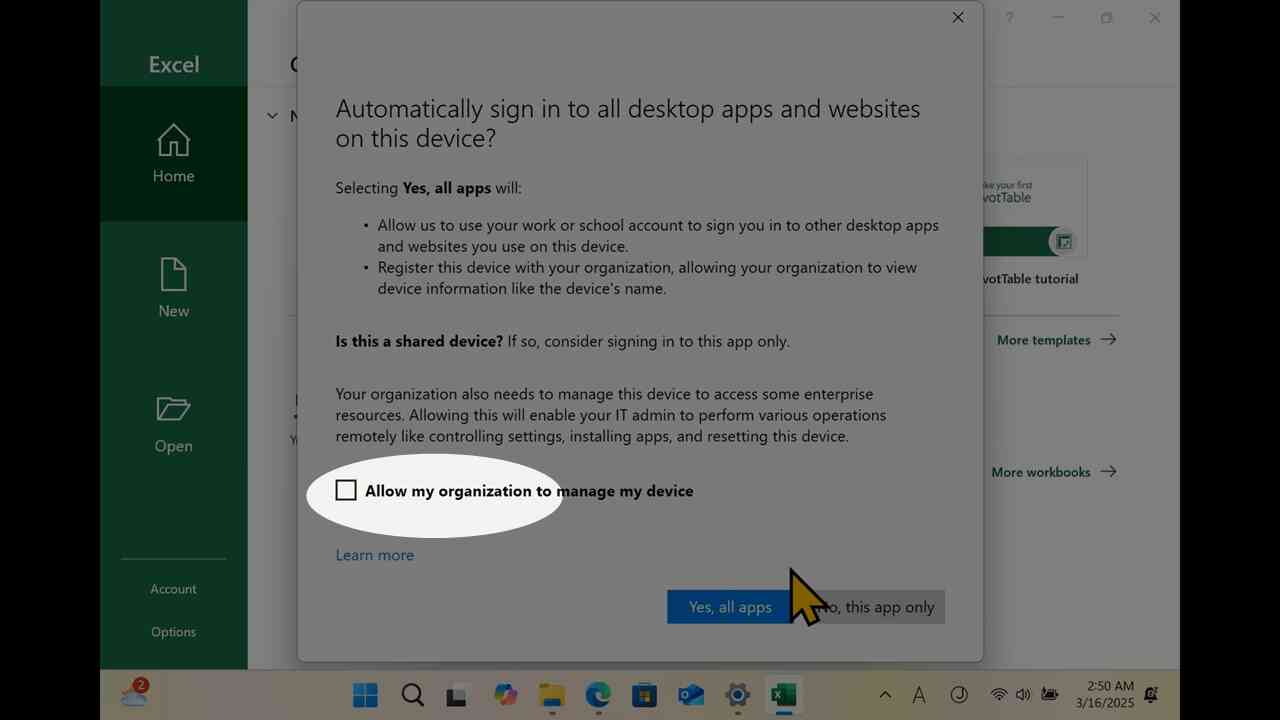 Excel
Automatically sign in to all desktop apps and websites
on this device?
Selecting Yes, all apps will:
• Allow us to use your work or school account to sign you in to other desktop apps
and websites you use on this device.
• Register this device with your organization, allowing your organization to view
device information like the device's name.
Is this a shared device? If so, consider signing in to this app only.
Your organization also needs to manage this device to access some enterprise
resources. Allowing this will enable your IT admin to perform various operations
remotely like controlling settings, installing apps, and resetting this device.
Allow my organization to manage my device
Learn more
Yes, all apps
No, this app only
Home
New
Open
Account
Options
your first
PivotTable tutorial
More templates
More workbooks
2
2:50 AM
3/16/2025